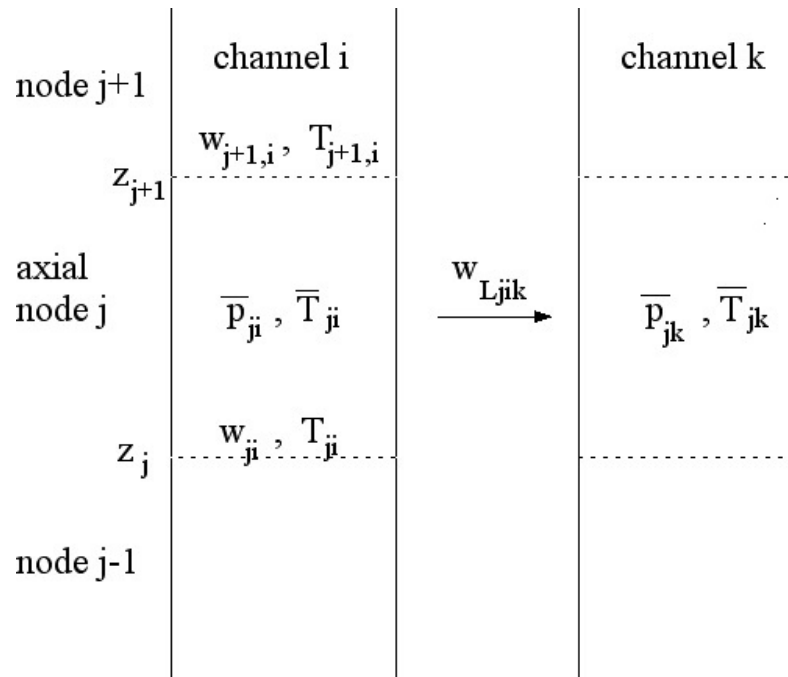 channel i channel k
node j+1
w_{j+1,i} , T_{j+1,i}
z_{j+1}
axial
node j
p̅_{ji} , T̅_{ji}
w_{Ljik}
p̅_{jk} , T̅_{jk}
w_{ji} , T_{ji}
z_j
node j-1